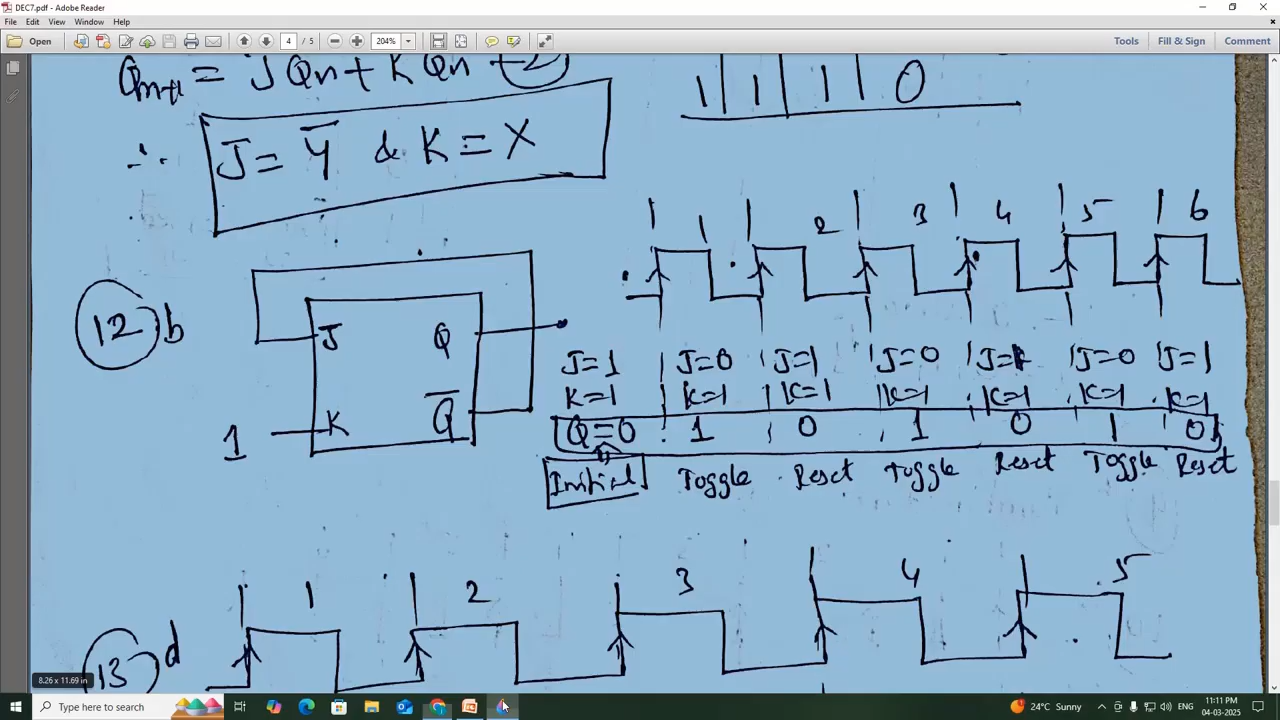 DEC7.pdf - Adobe Reader
File Edit View Window Help
Open 4 / 5 204% Tools Fill & Sign Comment
Qn+1 = J Qn + K Qn - 2
1 1 1 0
∴ J = Y̅ & K = X
12 b
J Q
1 K Q̅
1 2 3 4 5 6
J=1 J=0 J=1 J=0 J=1 J=0 J=1
K=1 K=1 K=1 K=1 K=1 K=1 K=1
Q=0 1 0 1 0 1 0
Initial Toggle Reset Toggle Reset Toggle Reset
13 d
1 2 3 4 5
8.26 x 11.69 in
Type here to search
24°C Sunny
11:11 PM
04-03-2025